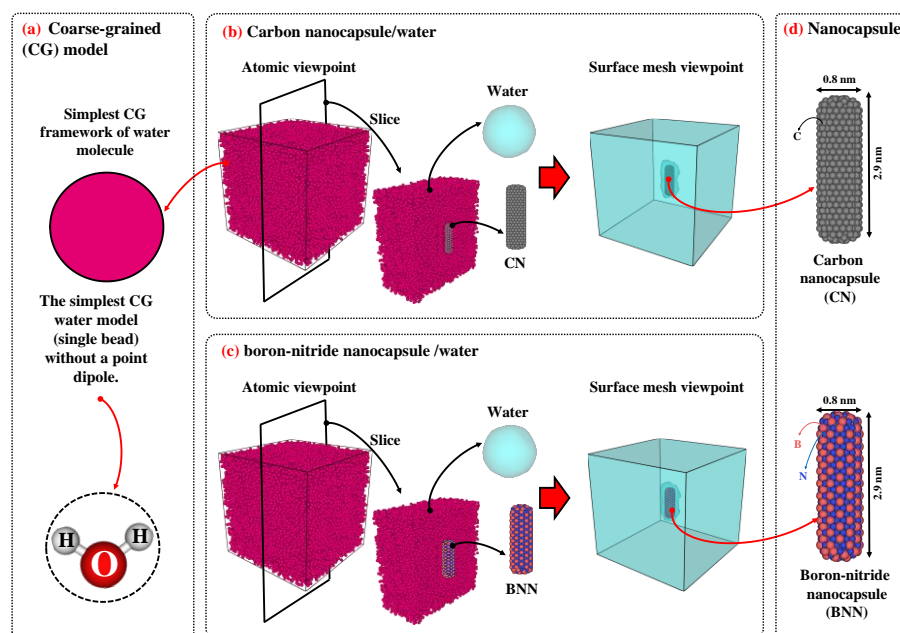 (a) Coarse-grained
(CG) model
Simplest CG
framework of water
molecule
The simplest CG
water model
(single bead)
without a point
dipole.
H
H
O
(b) Carbon nanocapsule/water
Atomic viewpoint
Surface mesh viewpoint
Slice
Water
CN
(c) boron-nitride nanocapsule /water
Atomic viewpoint
Surface mesh viewpoint
Slice
Water
BNN
(d) Nanocapsule
0.8 nm
C
2.9 nm
Carbon
nanocapsule
(CN)
0.8 nm
B
N
2.9 nm
Boron-nitride
nanocapsule
(BNN)